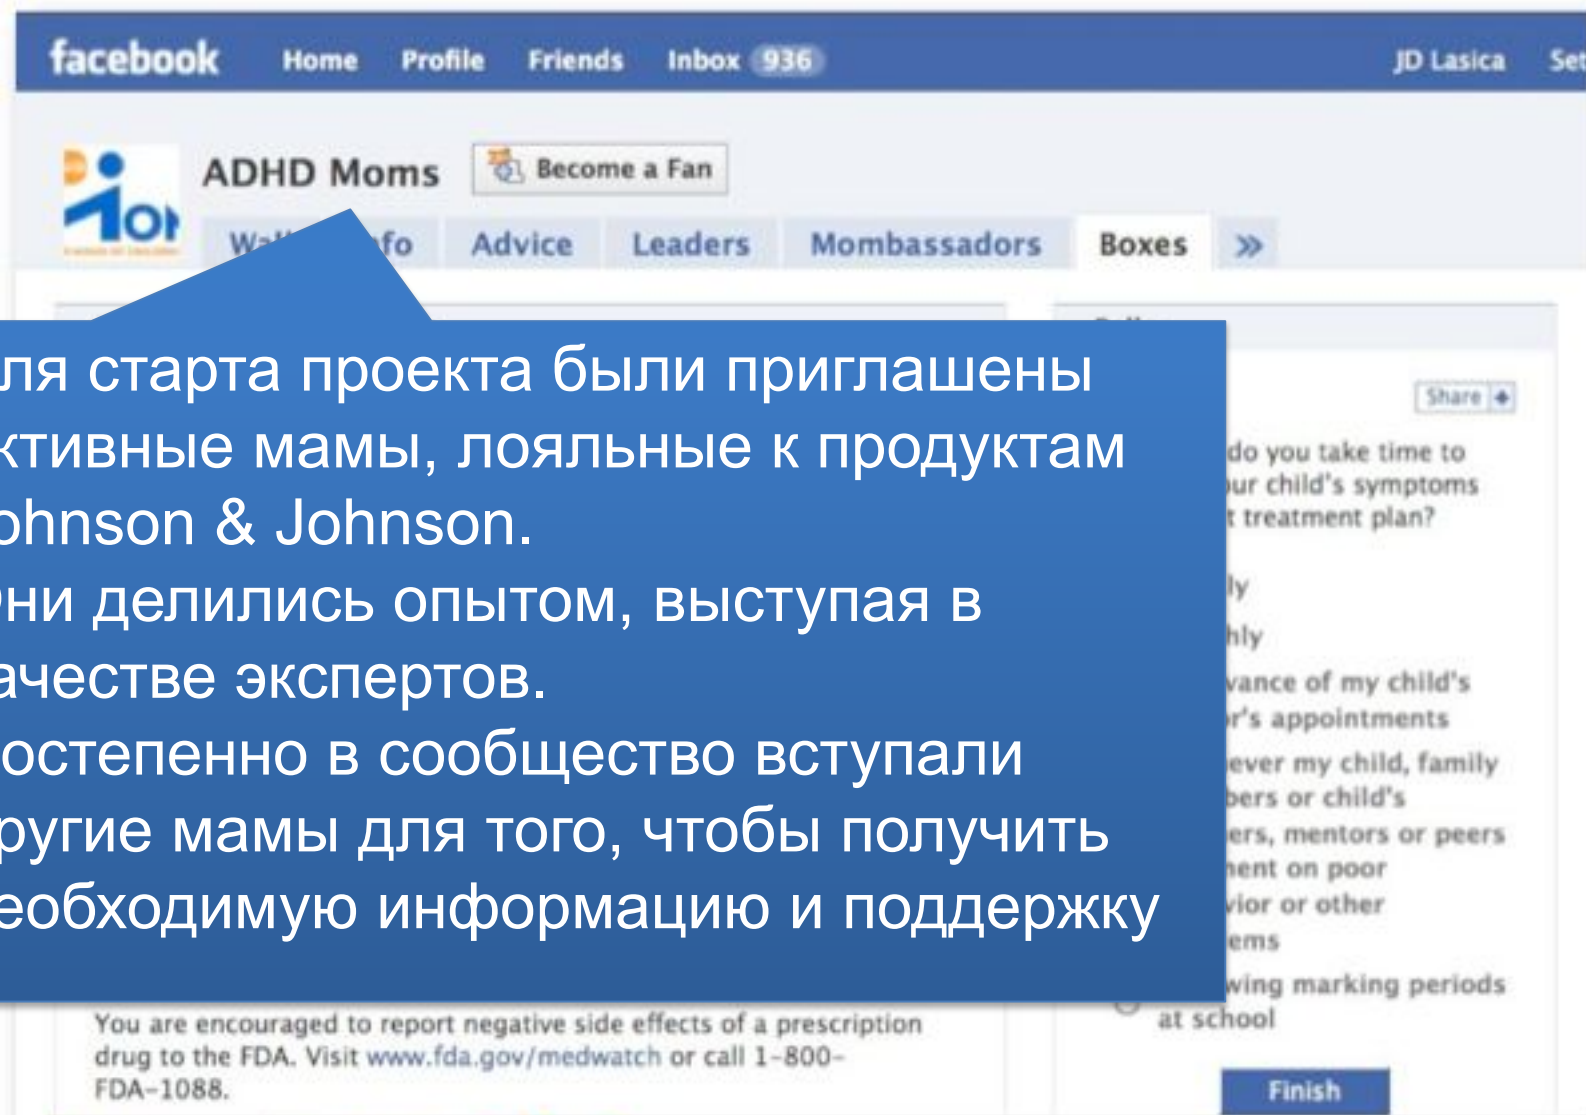 facebook Home Profile Friends Inbox 936 JD Lasica Set
ADHD Moms Become a Fan
Advice Leaders Mombassadors Boxes »
ля старта проекта были приглашены
ктивные мамы, лояльные к продуктам
ohnson & Johnson.
ни делились опытом, выступая в
ачестве экспертов.
остепенно в сообщество вступали
ругие мамы для того, чтобы получить
еобходимую информацию и поддержку
Share
do you take time to
ur child's symptoms
t treatment plan?
ly
hly
vance of my child's
r's appointments
ever my child, family
bers or child's
ers, mentors or peers
ment on poor
vior or other
ems
wing marking periods
at school
Finish
You are encouraged to report negative side effects of a prescription
drug to the FDA. Visit www.fda.gov/medwatch or call 1-800-
FDA-1088.